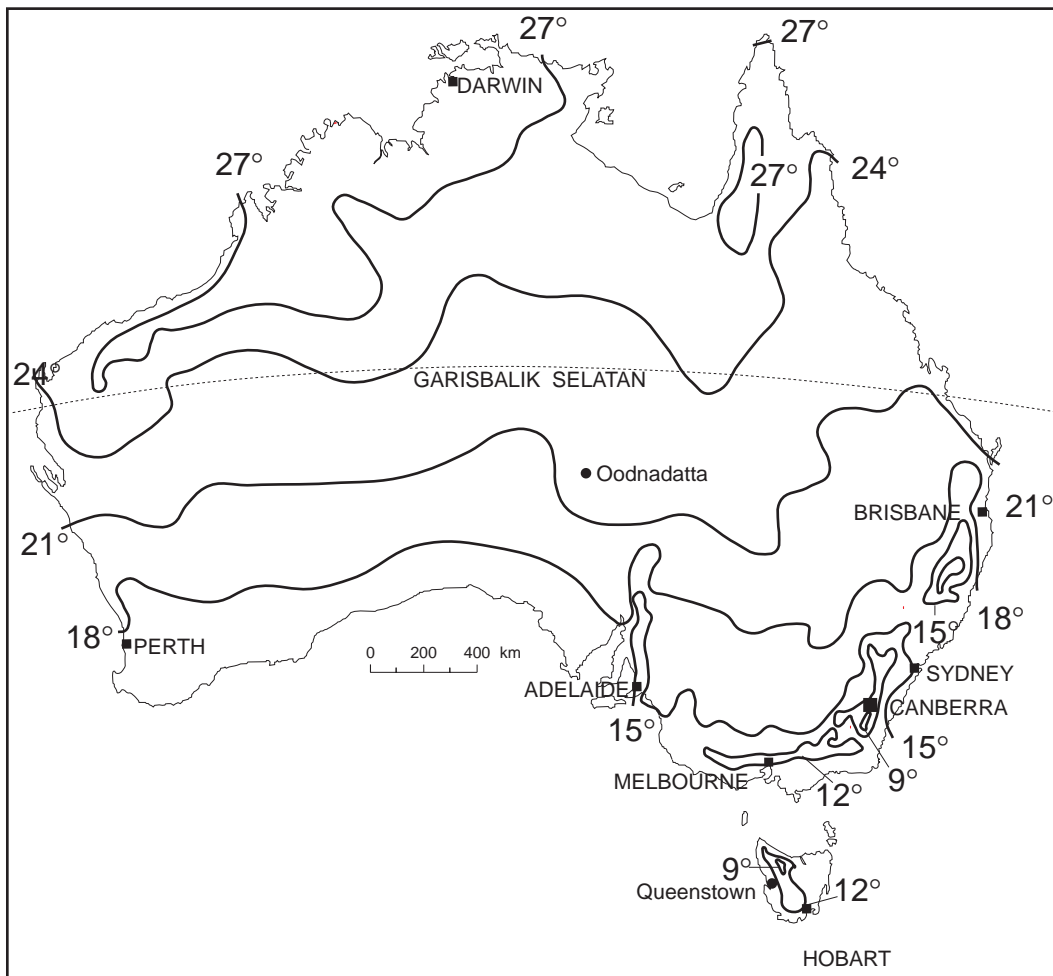 27°
27°
DARWIN
27°
27°
24°
24°
GARISBALIK SELATAN
Oodnadatta
BRISBANE
21°
21°
18°
15°
18°
PERTH
0 200 400 km
SYDNEY
ADELAIDE
CANBERRA
15°
15°
9°
MELBOURNE
12°
9°
Queenstown
12°
HOBART